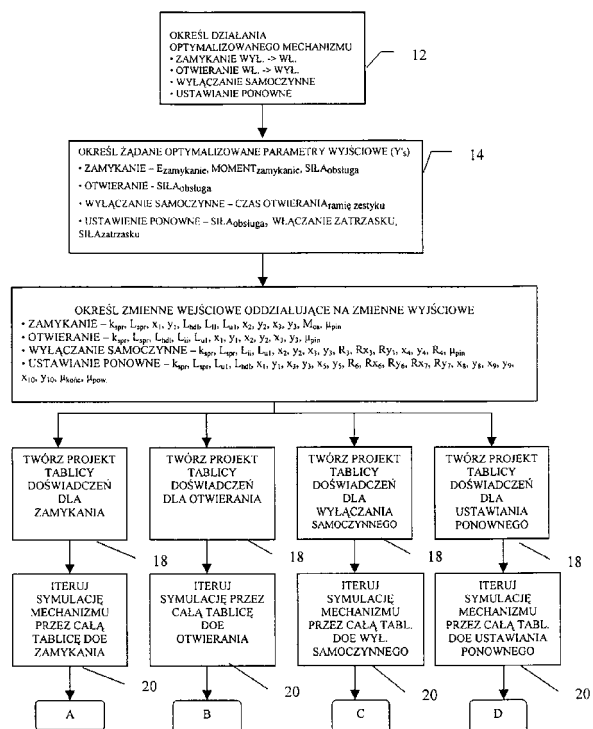 OKREŚL DZIAŁANIA
OPTYMALIZOWANEGO MECHANIZMU
• ZAMYKANIE WYŁ. -> WŁ.
• OTWIERANIE WŁ. -> WYŁ.
• WYŁĄCZANIE SAMOCZYNNE
• USTAWIANIE PONOWNE
12
OKREŚL ŻĄDANE OPTYMALIZOWANE PARAMETRY WYJŚCIOWE (Y's)
• ZAMYKANIE – Ezamykanie, MOMENTzamykanie, SIŁAobsługa
• OTWIERANIE - SIŁAobsługa
• WYŁĄCZANIE SAMOCZYNNE – CZAS OTWIERANIAramię zestyku
• USTAWIENIE PONOWNE – SIŁAobsługa, WŁĄCZANIE ZATRZASKU,
SIŁAzatrzasku
14
OKREŚL ZMIENNE WEJŚCIOWE ODDZIAŁUJĄCE NA ZMIENNE WYJŚCIOWE
• ZAMYKANIE – kspr, Lspr, x1, y1, Lhdl, Lll, Lul, x2, y2, x3, y3, μpin
• OTWIERANIE – kspr, Lspr, Lhdl, Lll, Lul, x1, y1, x2, y2, x3, y3, μpin
• WYŁĄCZANIE SAMOCZYNNE – kspr, Lspr, Lll, Lul, x2, y2, x3, y3, R3, Rx3, Ry3, x4, y4, R4, μpin
• USTAWIANIE PONOWNE – kspr, Lspr, Lul, Lhdl, x1, y1, x3, y3, x5, y5, R6, Rx6, Ry6, Rx7, Ry7, x8, y8, x9, y9,
x10, y10, μkońc, μpow.
TWÓRZ PROJEKT
TABLICY
DOŚWIADCZEŃ
DLA
ZAMYKANIA
18
TWÓRZ PROJEKT
TABLICY
DOŚWIADCZEŃ
DLA OTWIERANIA
18
TWÓRZ PROJEKT
TABLICY
DOŚWIADCZEŃ
DLA
WYŁĄCZANIA
SAMOCZYNNEGO
18
TWÓRZ PROJEKT
TABLICY
DOŚWIADCZEŃ
DLA
USTAWIANIA
PONOWNEGO
18
ITERUJ
SYMULACJĘ
MECHANIZMU
PRZEZ CAŁĄ
TABLICĘ DOE
ZAMYKANIA
20
ITERUJ
SYMULACJĘ PRZEZ
CAŁĄ TABLICĘ
DOE
OTWIERANIA
20
ITERUJ
SYMULACJĘ
MECHANIZMU
PRZEZ CAŁĄ TABL.
DOE WYŁ.
SAMOCZYNNEGO
20
ITERUJ
SYMULACJĘ
MECHANIZMU
PRZEZ CAŁĄ TABL.
DOE USTAWIANIA
PONOWNEGO
20
A
B
C
D